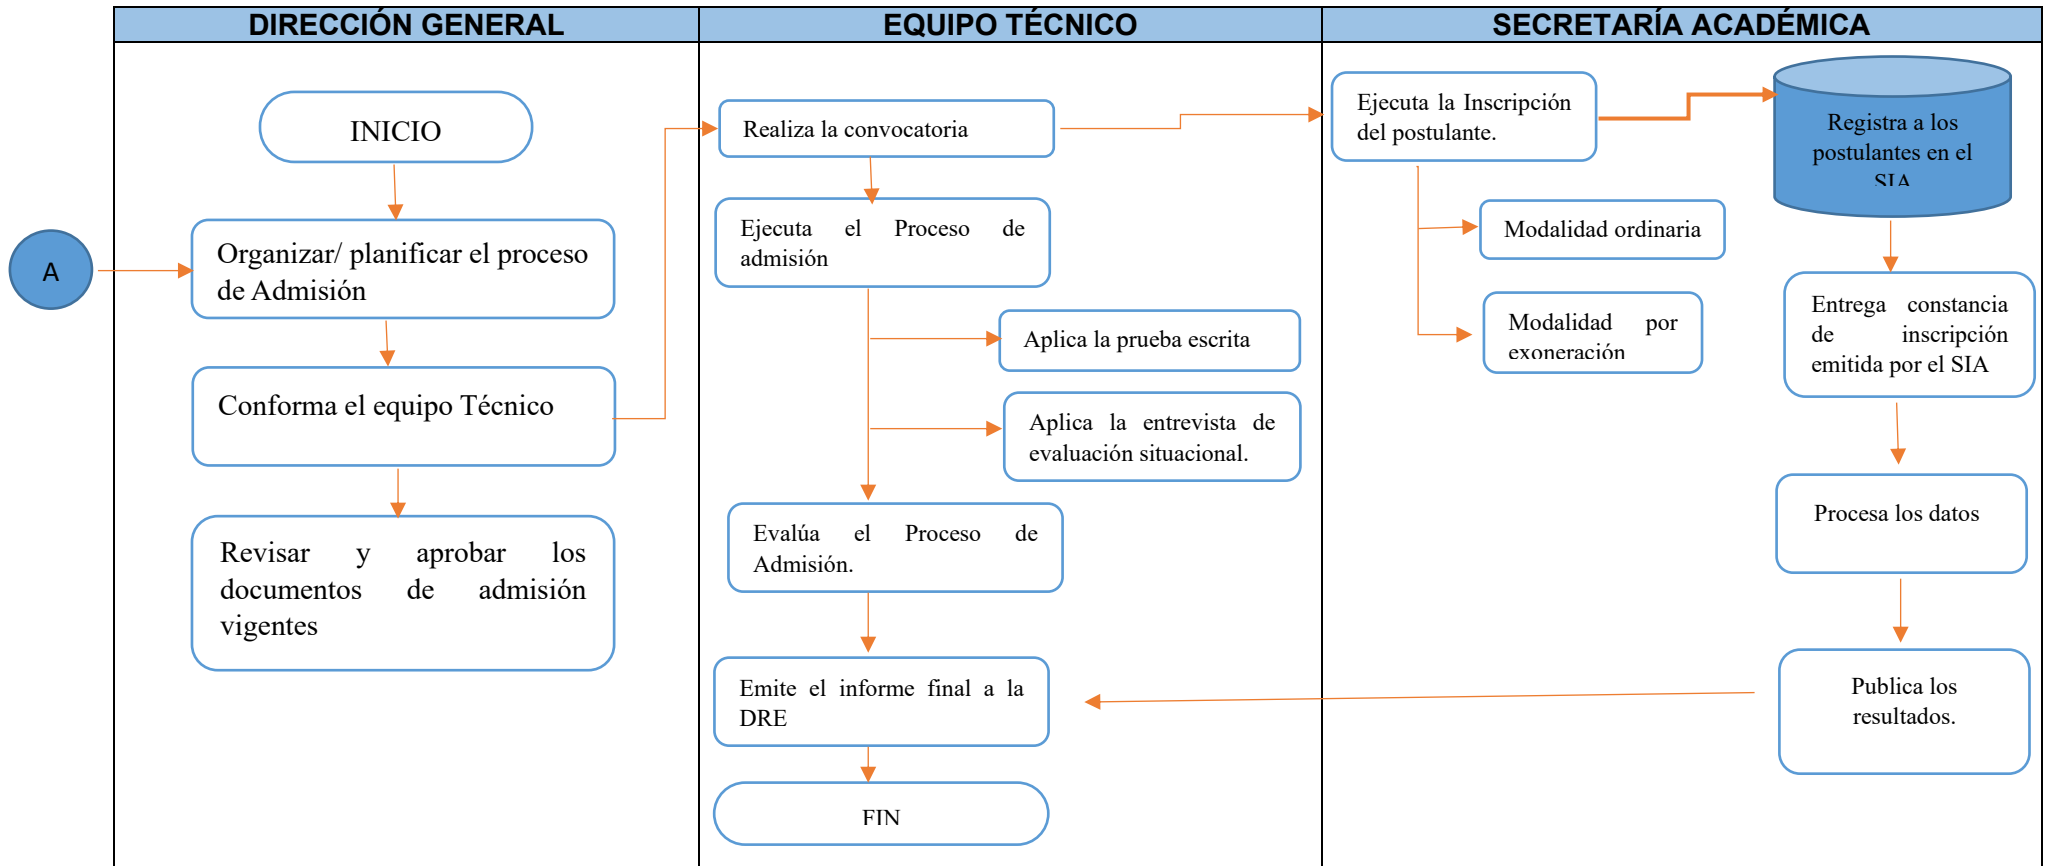 DIRECCIÓN GENERAL
EQUIPO TÉCNICO
SECRETARÍA ACADÉMICA
INICIO
A
Organizar/ planificar el proceso
de Admisión
Conforma el equipo Técnico
Revisar y aprobar los
documentos de admisión
vigentes
Realiza la convocatoria
Ejecuta el Proceso de
admisión
Aplica la prueba escrita
Aplica la entrevista de
evaluación situacional.
Evalúa el Proceso de
Admisión.
Emite el informe final a la
DRE
FIN
Ejecuta la Inscripción
del postulante.
Modalidad ordinaria
Modalidad por
exoneración
Registra a los
postulantes en el
SIA
Entrega constancia
de inscripción
emitida por el SIA
Procesa los datos
Publica los
resultados.